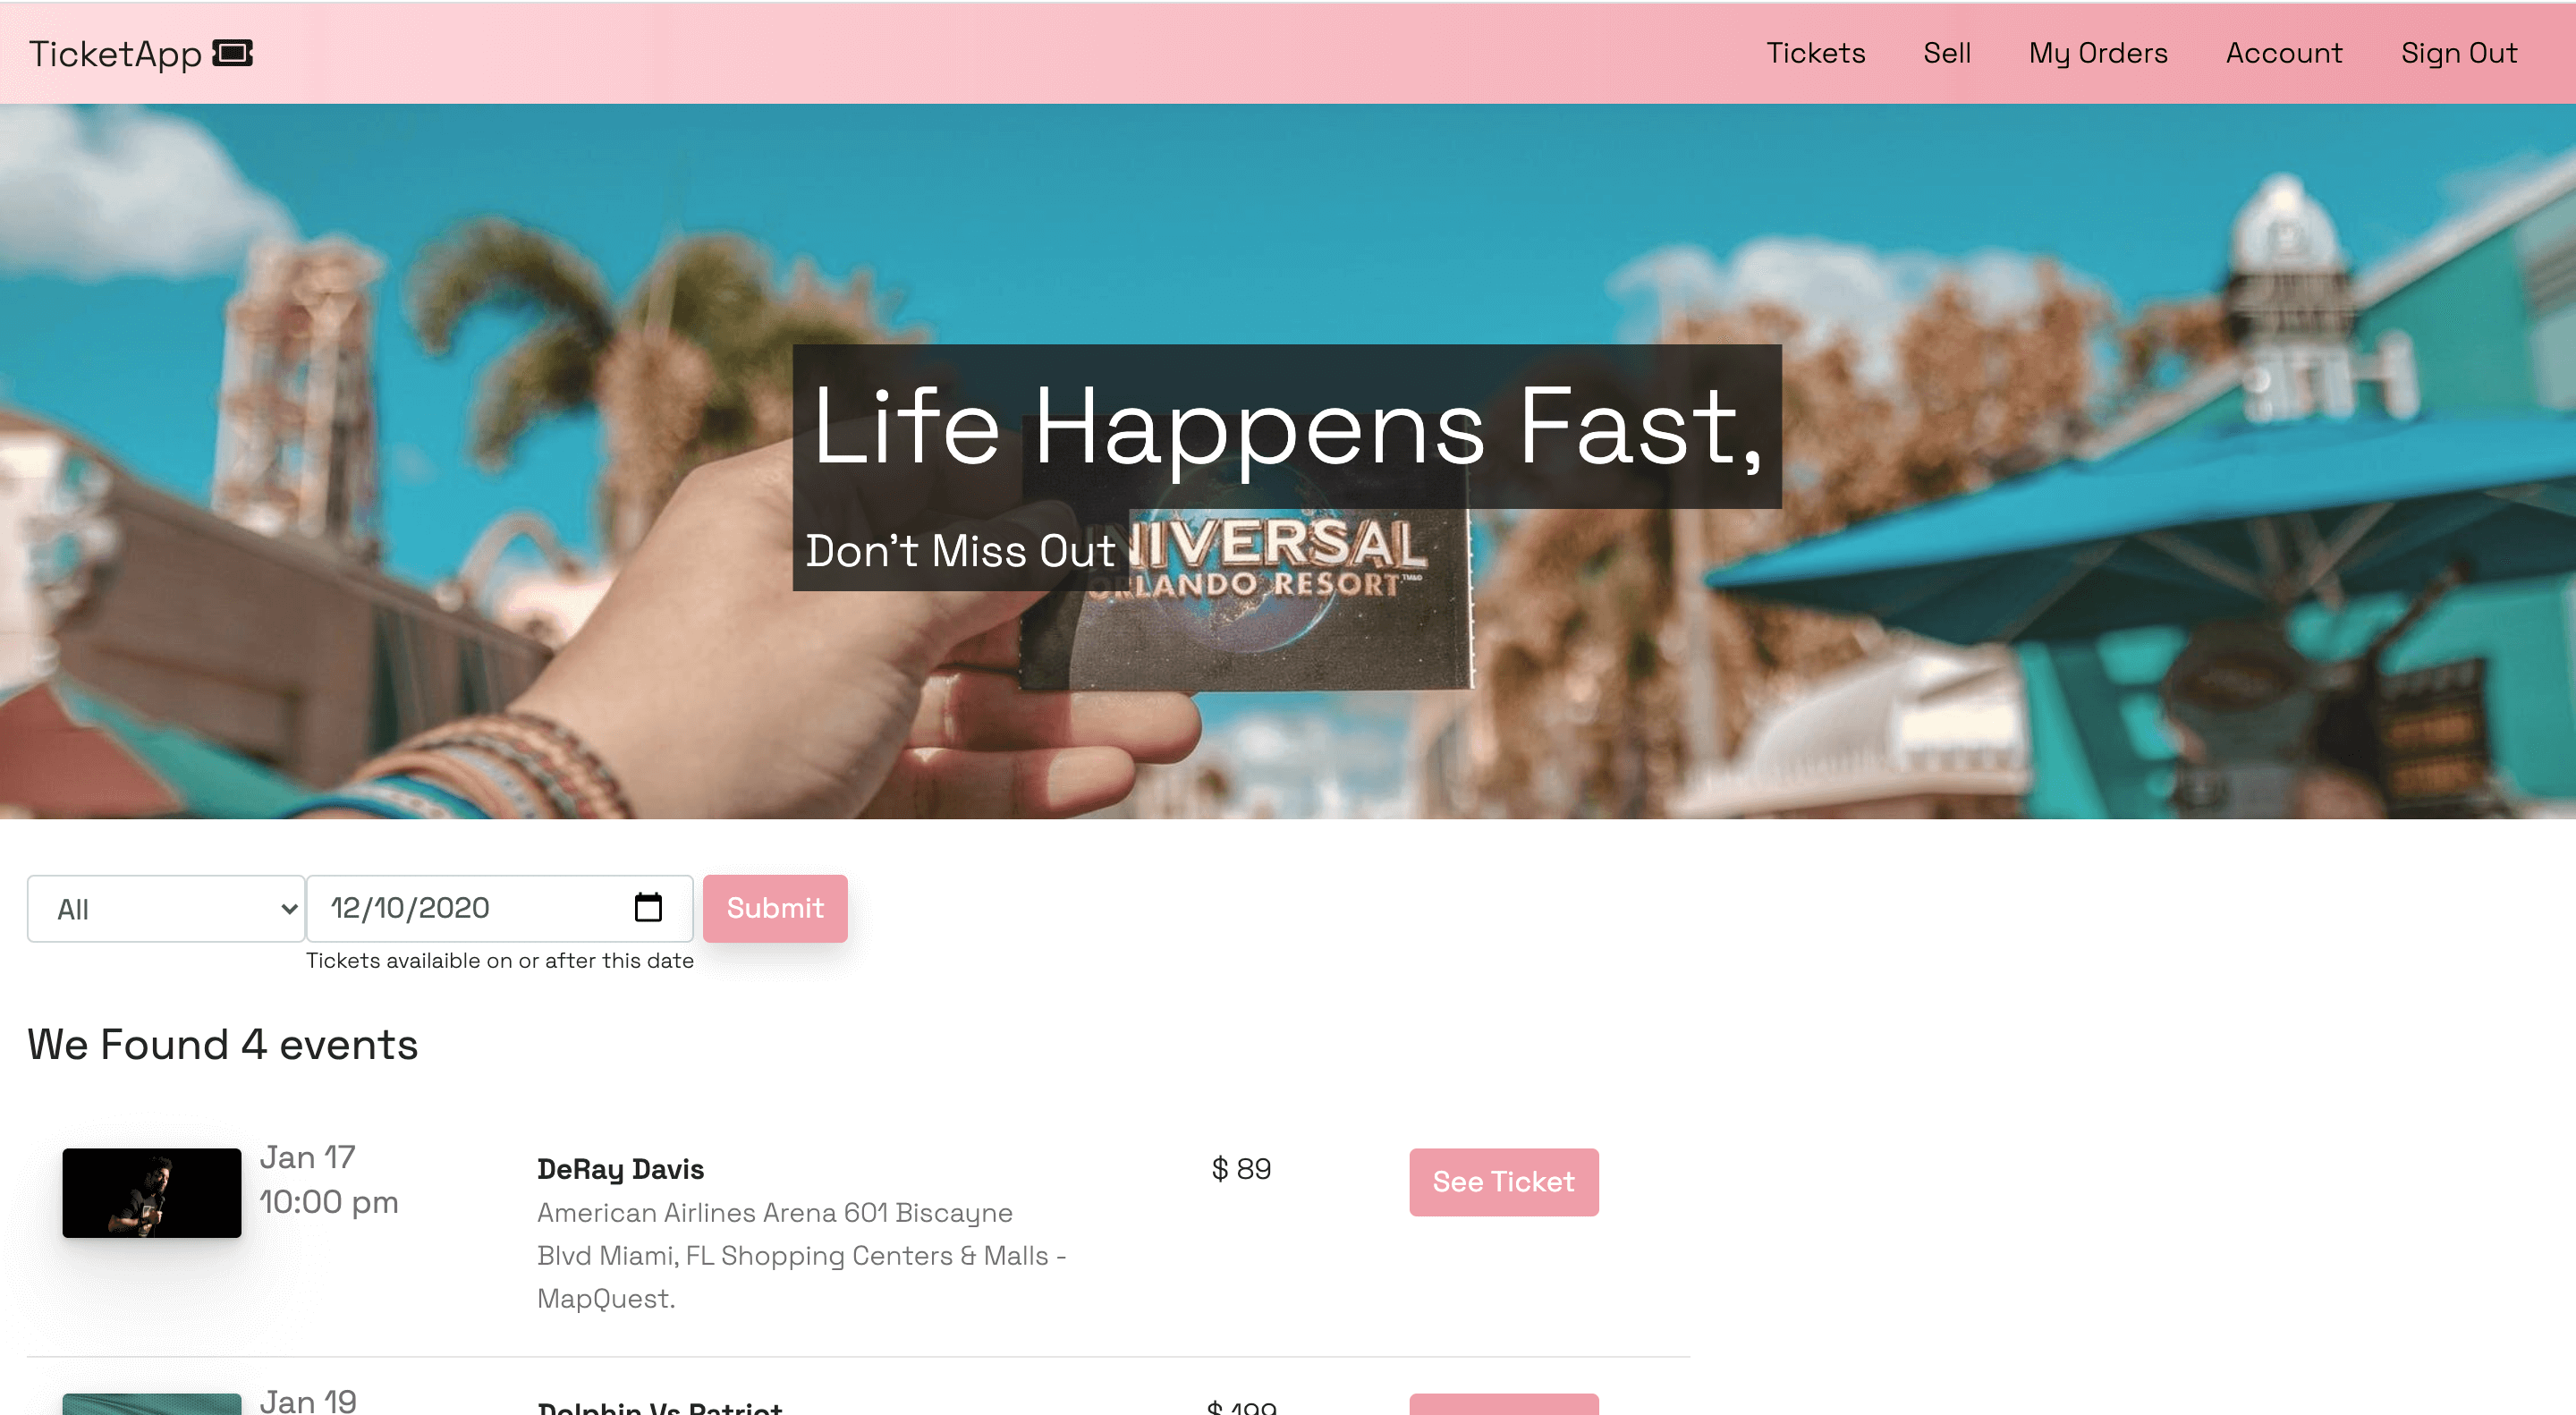 TicketApp
Tickets Sell My Orders Account Sign Out
Life Happens Fast,
Don't Miss Out
NIVERSAL
ORLANDO RESORT
All
12/10/2020
Submit
Tickets availaible on or after this date
We Found 4 events
Jan 17
10:00 pm
DeRay Davis
American Airlines Arena 601 Biscayne
Blvd Miami, FL Shopping Centers & Malls -
MapQuest.
$ 89
See Ticket
Jan 19
Dolphin Vs Patriot
$ 199